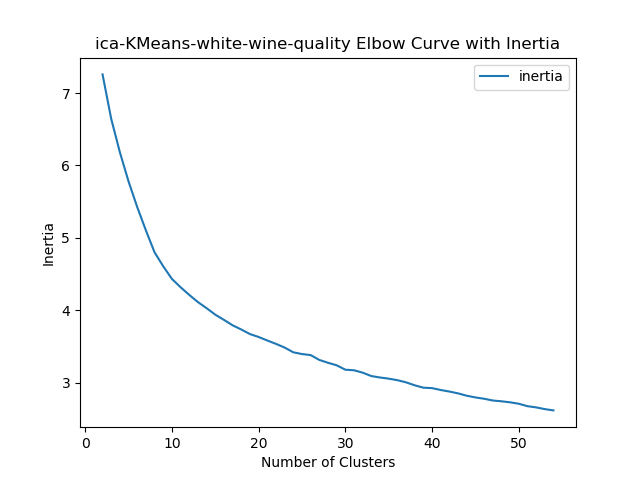 ica-KMeans-white-wine-quality Elbow Curve with Inertia
inertia
7
6
5
4
3
Inertia
0 10 20 30 40 50
Number of Clusters